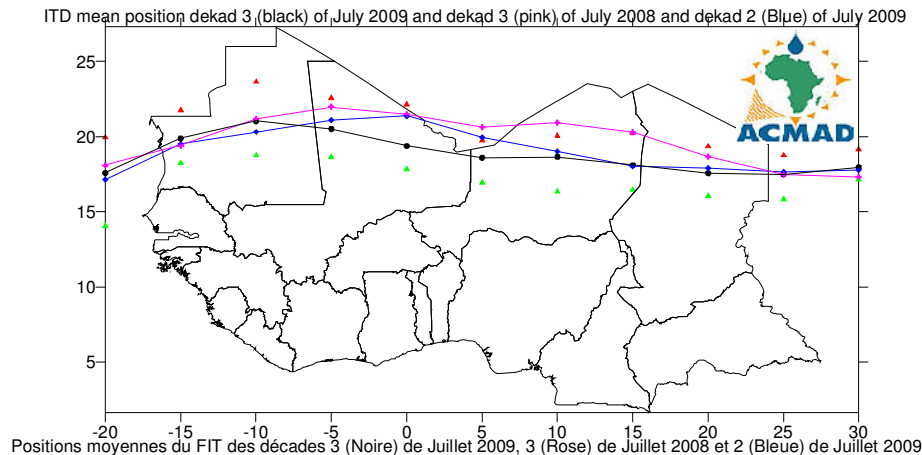 ITD mean position dekad 3 (black) of July 2009 and dekad 3 (pink) of July 2008 and dekad 2 (Blue) of July 2009
25
20
15
10
5
ACMAD
-20 -15 -10 -5 0 5 10 15 20 25 30
Positions moyennes du FIT des décades 3 (Noire) de Juillet 2009, 3 (Rose) de Juillet 2008 et 2 (Bleue) de Juillet 2009